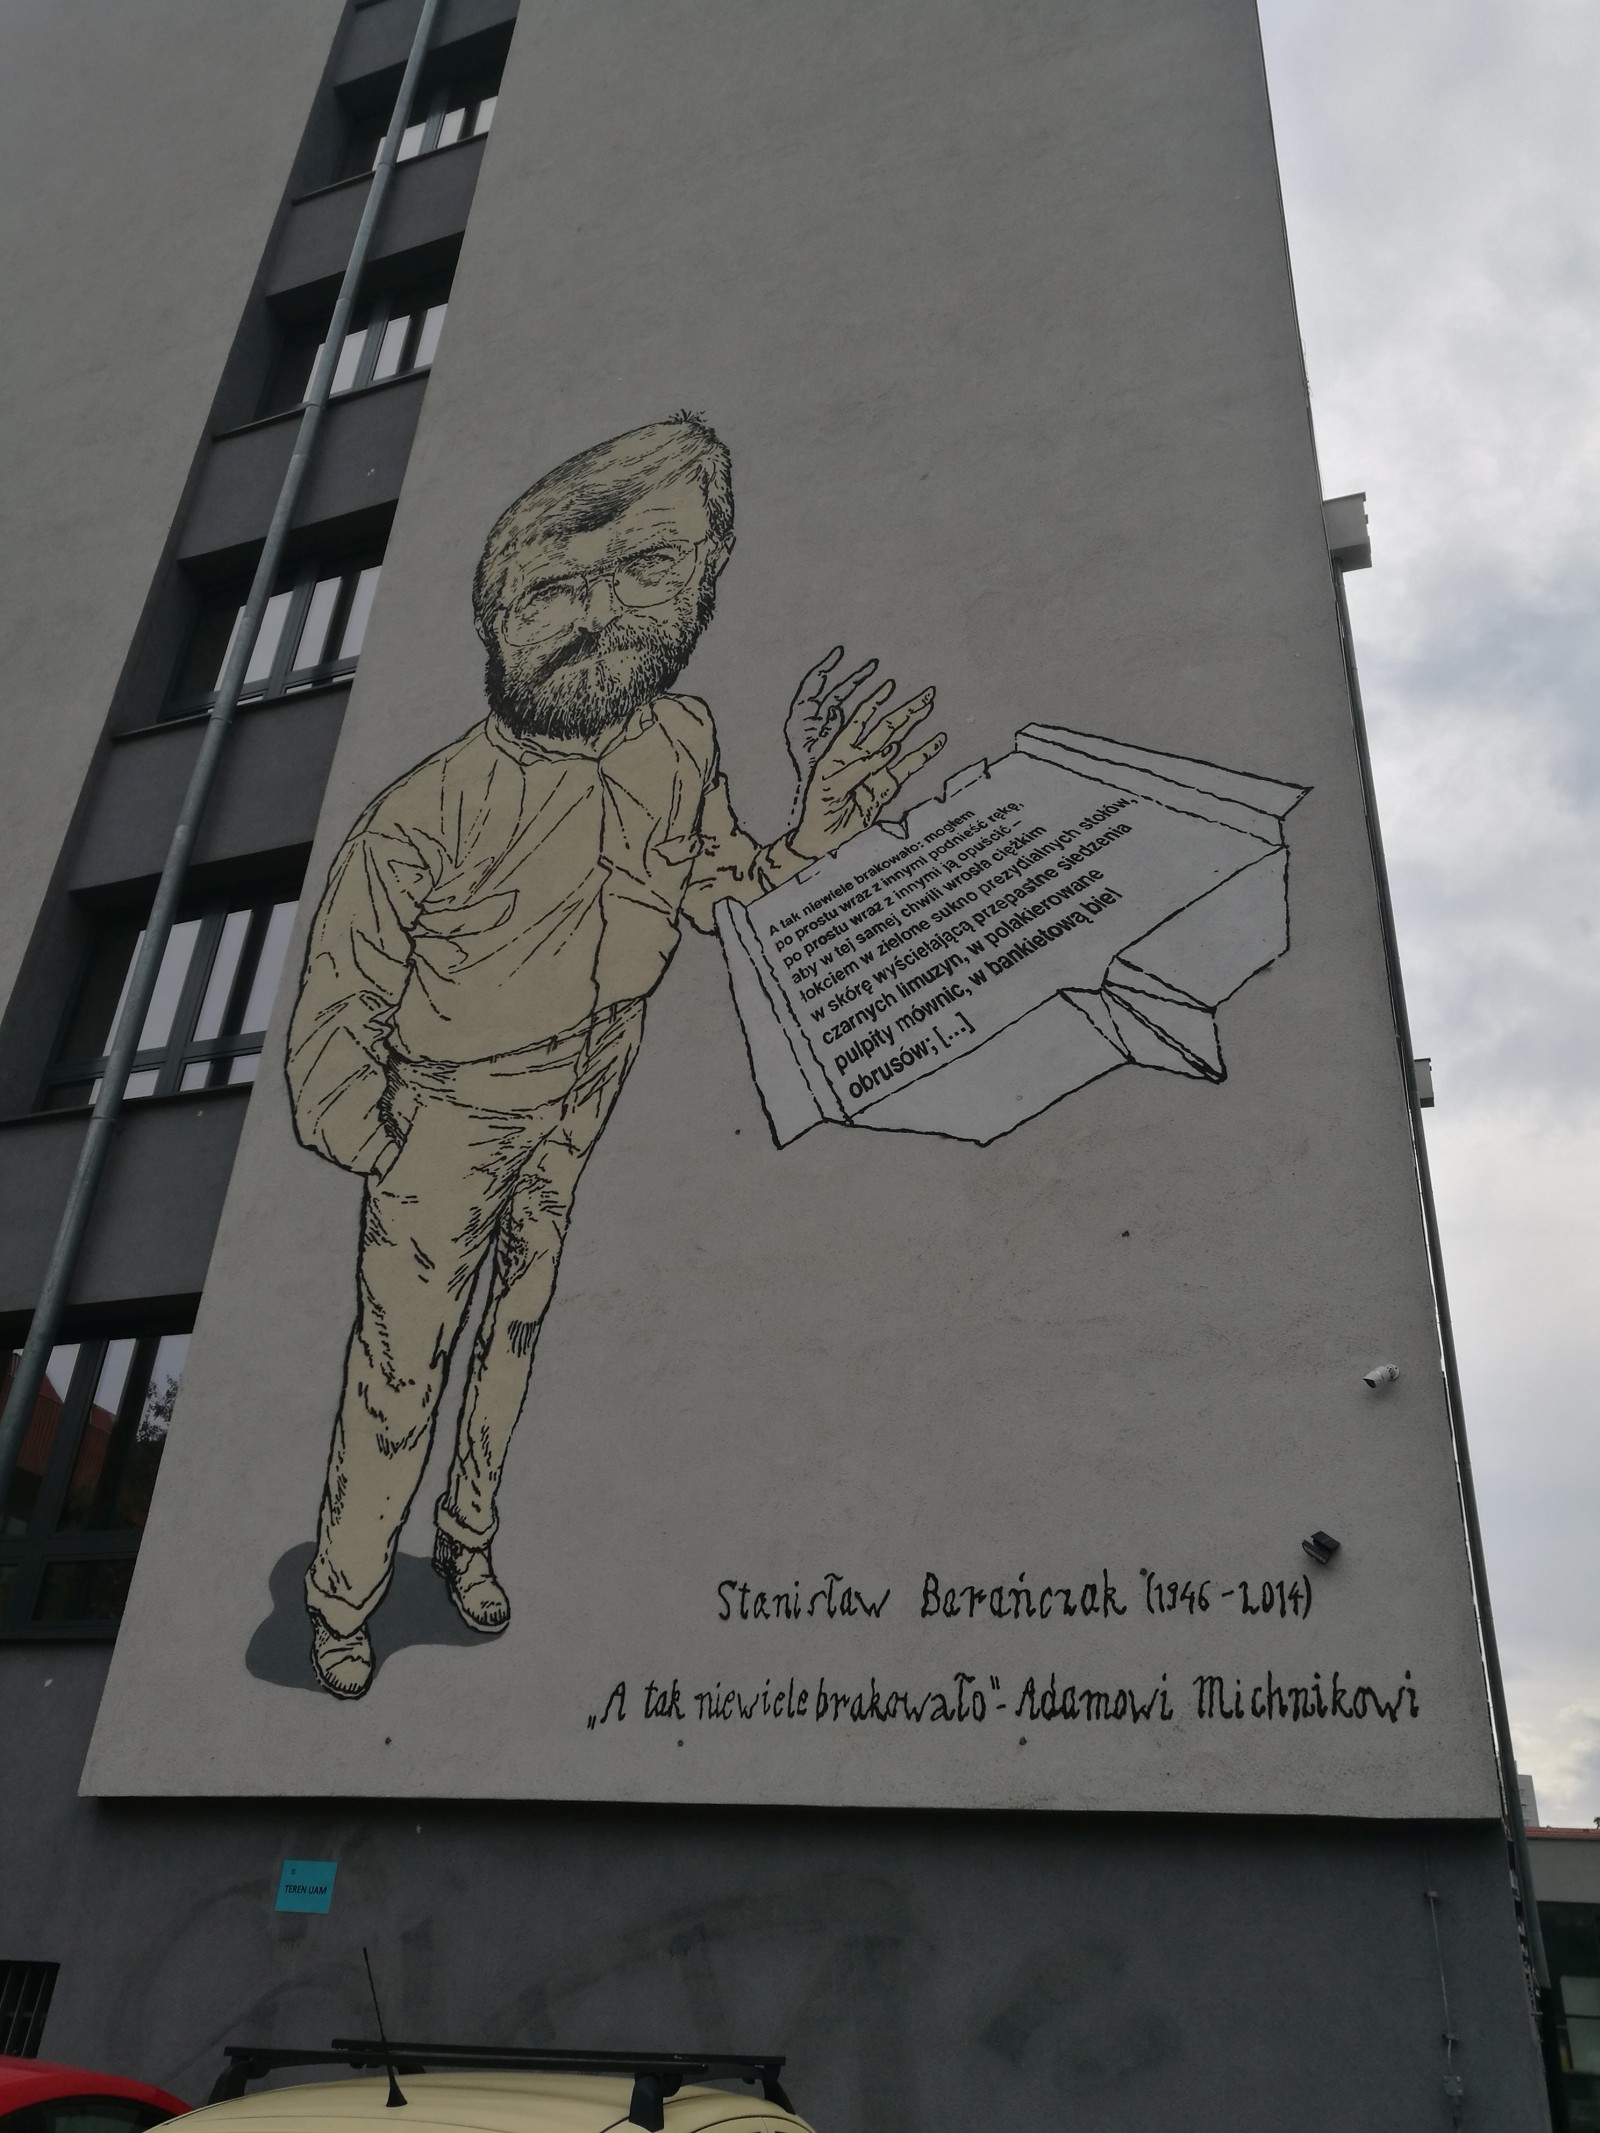 A tak niewiele brakowało: mogłem
po prostu wraz z innymi podnieść rękę,
po prostu wraz z innymi ją opuścić –
aby w tej samej chwili wrosła ciężkim
łokciem w zielone sukno prezydialnych stołów,
w skórę wyściełającą przepastne siedzenia
czarnych limuzyn, w polakierowane
pulpity mównic, w bankietową biel
obrusów; [...]
Stanisław Barańczak (1946-2014)
„A tak niewiele brakowało"- Adamowi Michnikowi
TEREN UAM